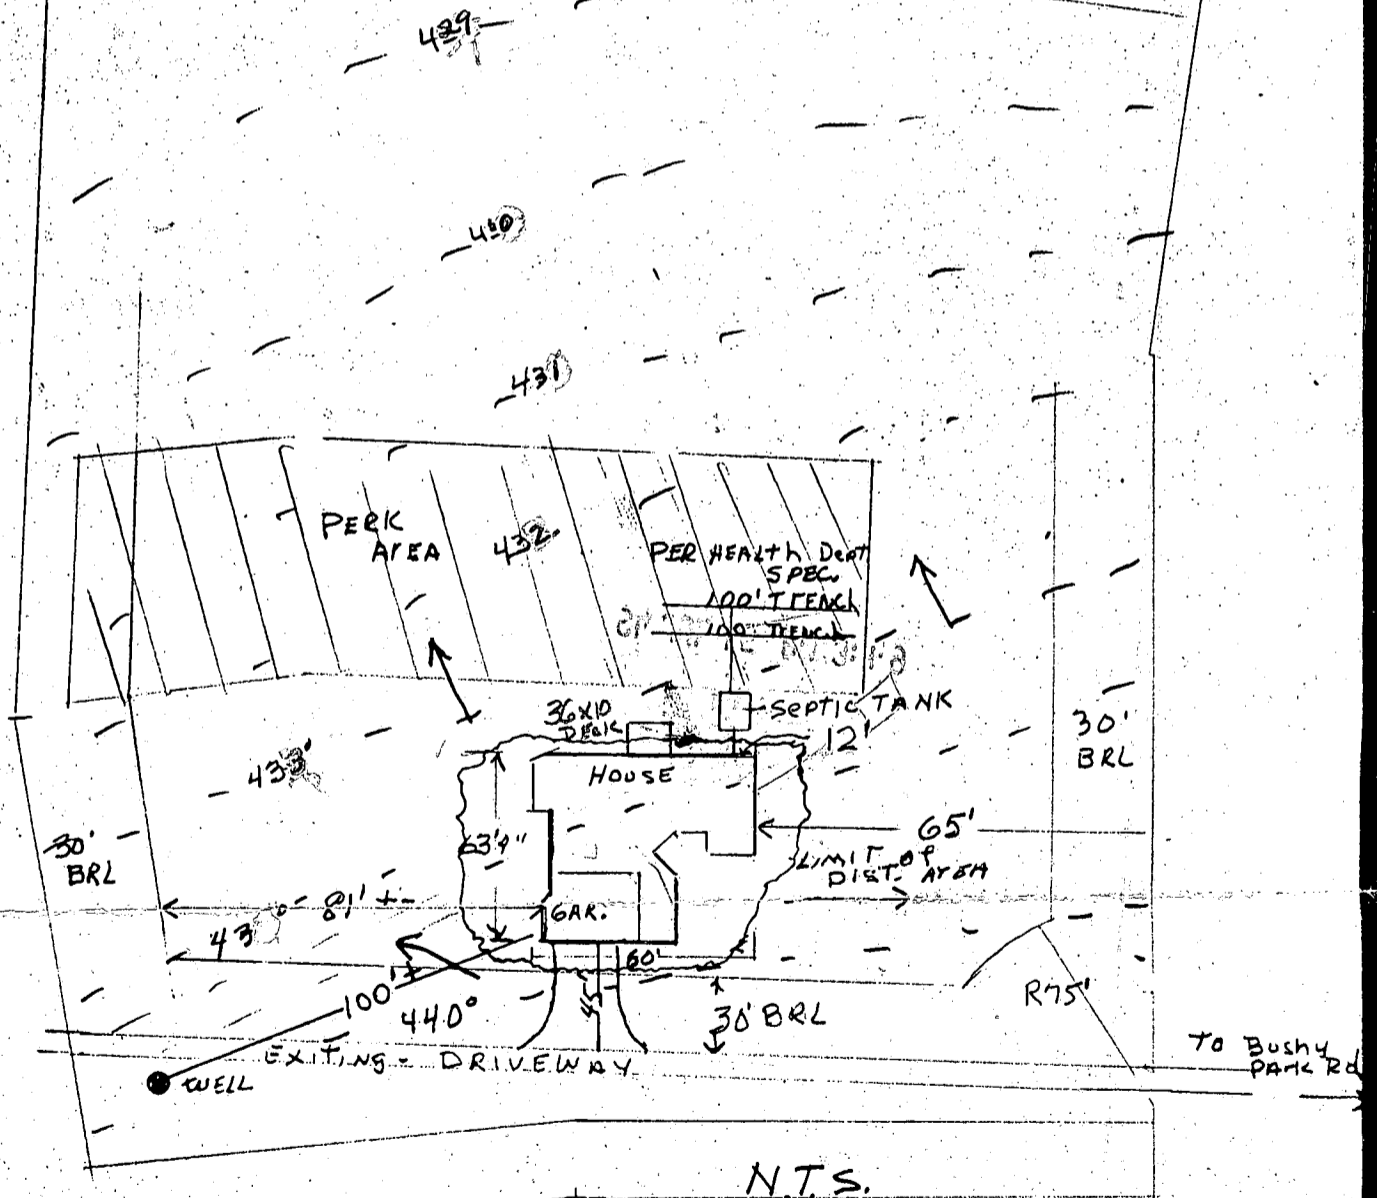 429
430
431
PERK
ArEA
432
PER HEALth Dept
SPEC.
100' TrENCh
100' TrENCh
SEPTIC TANK
36x10
DECK
12'
30'
BRL
433'
HOUSE
63'9"
65'
LIMIT OF
DIST. ArEA
30'
BRL
81' +-
GAR.
43
60'
100' +
440°
45'
30' BRL
R75'
EXITING - DRIVEWAY
TO Bushy
PArk Rd
WELL
N.T.S.